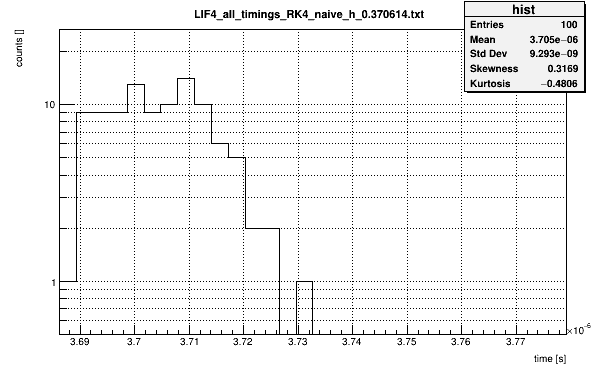 LIF4_all_timings_RK4_naive_h_0.370614.txt
hist
Entries 100
Mean 3.705e−06
Std Dev 9.293e−09
Skewness 0.3169
Kurtosis −0.4806
counts []
10
1
3.69 3.7 3.71 3.72 3.73 3.74 3.75 3.76 3.77
×10⁻⁶
time [s]